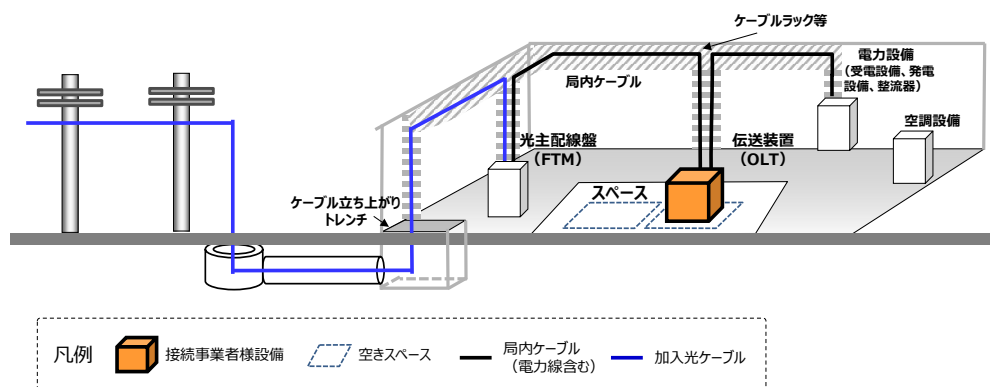 ケーブルラック等
電力設備
（受電設備、発電
設備、整流器）
局内ケーブル
空調設備
光主配線盤
（FTM）
伝送装置
（OLT）
スペース
ケーブル立ち上がり
トレンチ
凡例
接続事業者様設備
空きスペース
局内ケーブル
（電力線含む）
加入光ケーブル